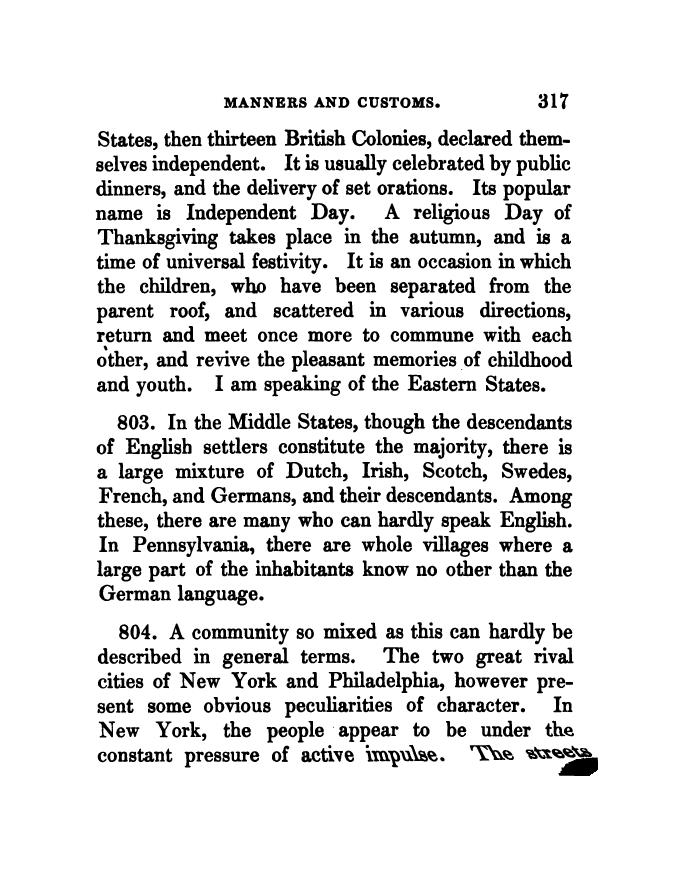 MANNERS AND CUSTOMS. 317
States, then thirteen British Colonies, declared them-
selves independent. It is usually celebrated by public
dinners, and the delivery of set orations. Its popular
name is Independent Day. A religious Day of
Thanksgiving takes place in the autumn, and is a
time of universal festivity. It is an occasion in which
the children, who have been separated from the
parent roof, and scattered in various directions,
return and meet once more to commune with each
other, and revive the pleasant memories of childhood
and youth. I am speaking of the Eastern States.
803. In the Middle States, though the descendants
of English settlers constitute the majority, there is
a large mixture of Dutch, Irish, Scotch, Swedes,
French, and Germans, and their descendants. Among
these, there are many who can hardly speak English.
In Pennsylvania, there are whole villages where a
large part of the inhabitants know no other than the
German language.
804. A community so mixed as this can hardly be
described in general terms. The two great rival
cities of New York and Philadelphia, however pre-
sent some obvious peculiarities of character. In
New York, the people appear to be under the
constant pressure of active impulse. The streets